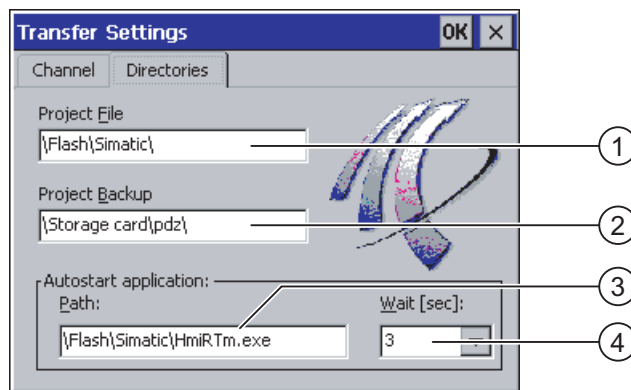 Transfer Settings OK ×
Channel Directories
Project File
\Flash\Simatic\
1
Project Backup
\Storage card\pdz\
2
Autostart application:
3
Path: Wait [sec]:
\Flash\Simatic\HmiRTm.exe 3
4